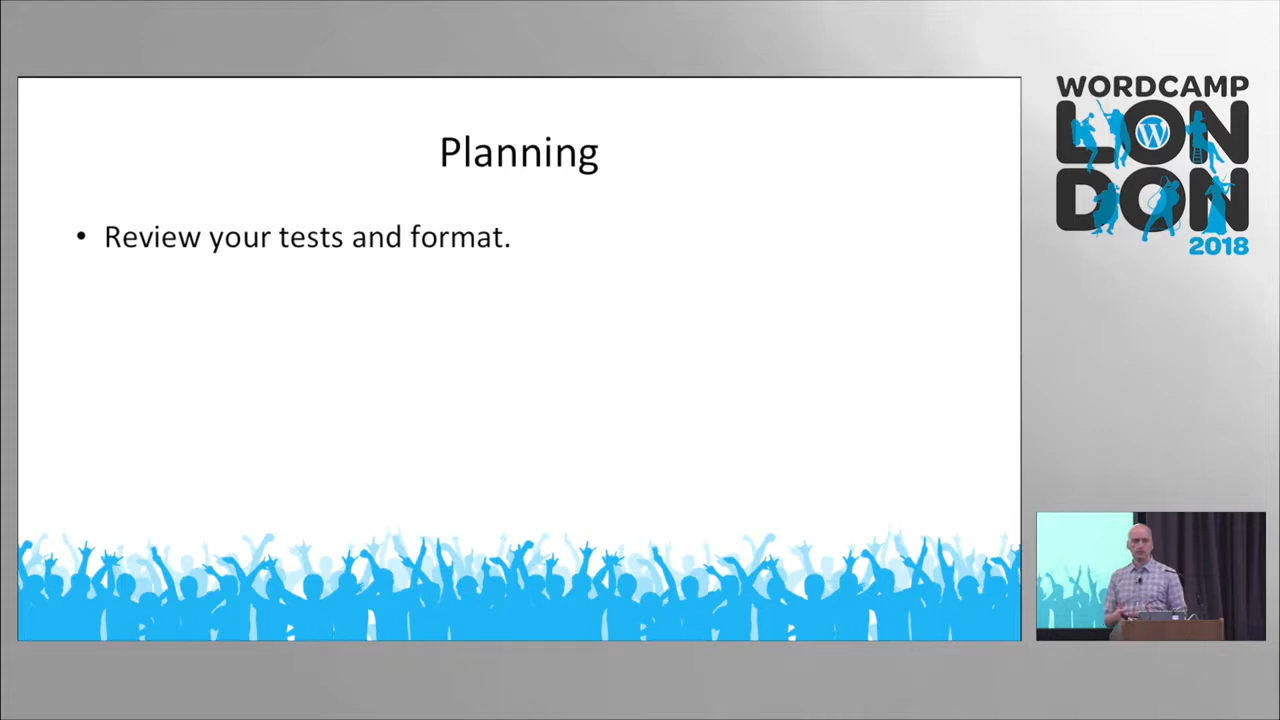 Planning
• Review your tests and format.
WORDCAMP
LON
DON
2018